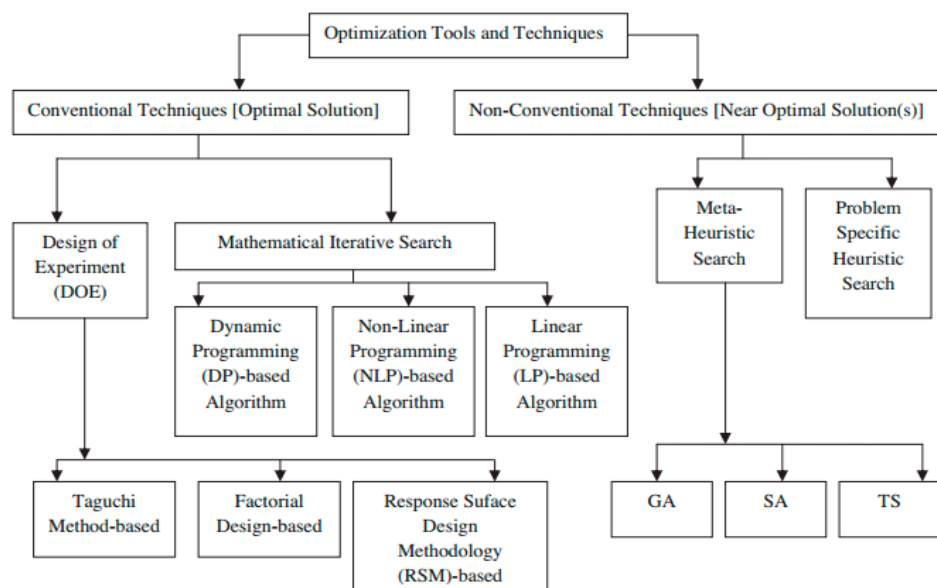 Optimization Tools and Techniques
Conventional Techniques [Optimal Solution]
Non-Conventional Techniques [Near Optimal Solution(s)]
Design of
Experiment
(DOE)
Mathematical Iterative Search
Meta-
Heuristic
Search
Problem
Specific
Heuristic
Search
Dynamic
Programming
(DP)-based
Algorithm
Non-Linear
Programming
(NLP)-based
Algorithm
Linear
Programming
(LP)-based
Algorithm
Taguchi
Method-based
Factorial
Design-based
Response Suface
Design
Methodology
(RSM)-based
GA
SA
TS